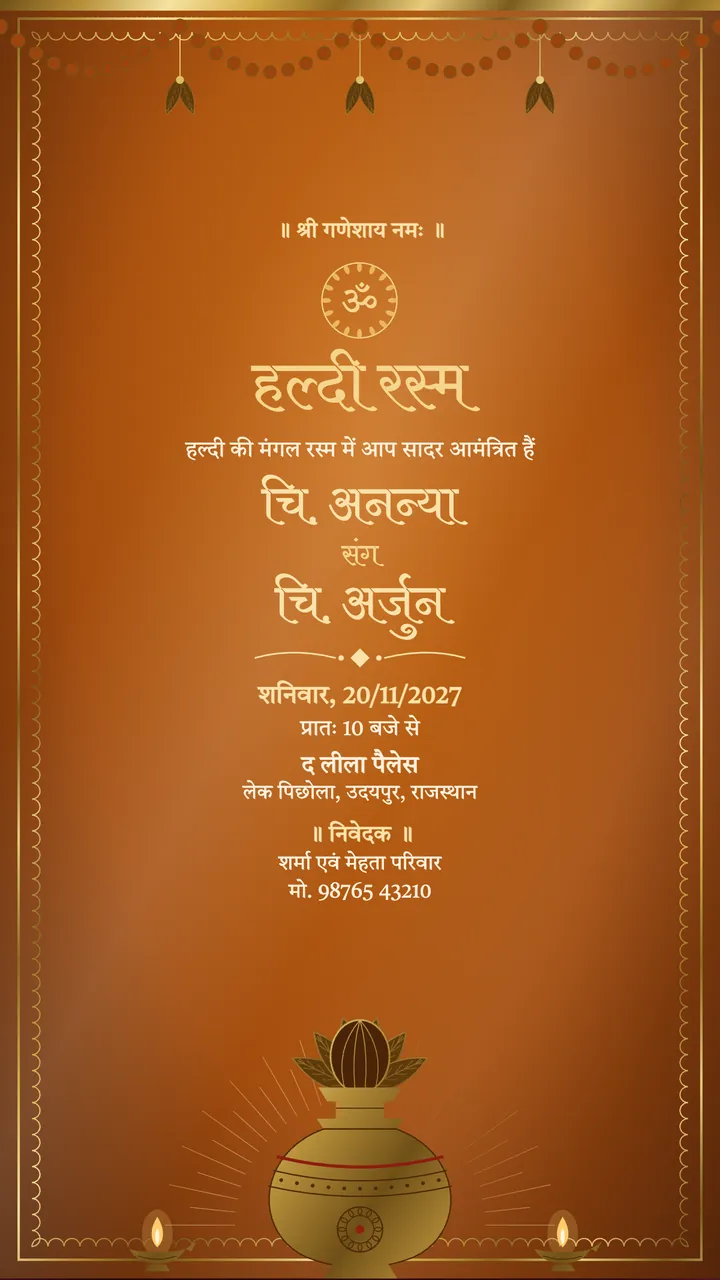 ॥ श्री गणेशाय नमः ॥
ॐ
हल्दी रस्म
हल्दी की मंगल रस्म में आप सादर आमंत्रित हैं
चि. अनन्या
संग
चि. अर्जुन
शनिवार, 20/11/2027
प्रातः 10 बजे से
द लीला पैलेस
लेक पिछोला, उदयपुर, राजस्थान
॥ निवेदक ॥
शर्मा एवं मेहता परिवार
मो. 98765 43210